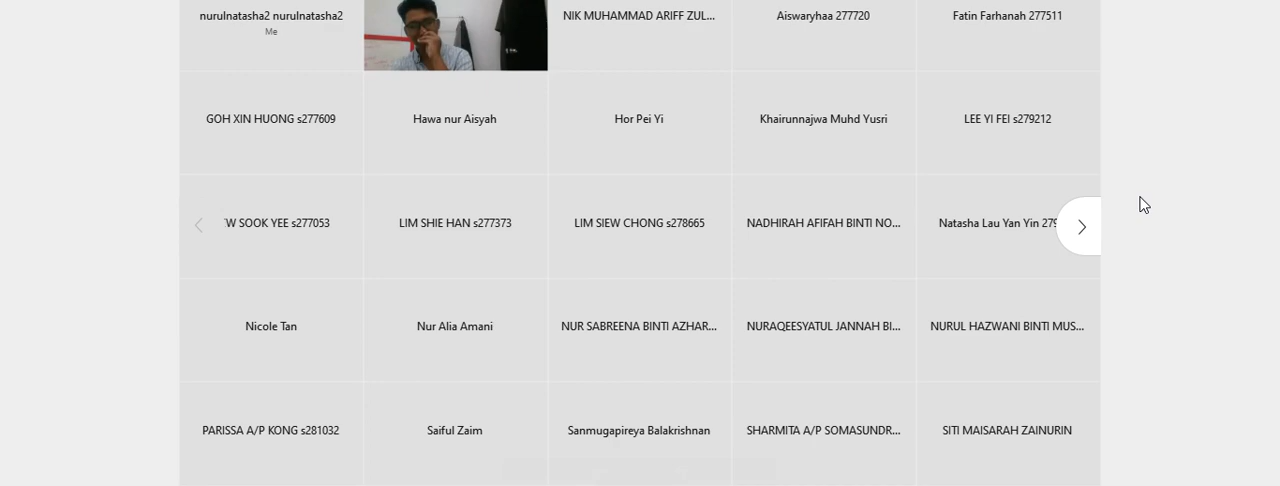 nurulnatasha2 nurulnatasha2
Me
NIK MUHAMMAD ARIFF ZUL...
Aiswaryhaa 277720
Fatin Farhanah 277511
GOH XIN HUONG s277609
Hawa nur Aisyah
Hor Pei Yi
Khairunnajwa Muhd Yusri
LEE YI FEI s279212
SOOK YEE s277053
LIM SHIE HAN s277373
LIM SIEW CHONG s278665
NADHIRAH AFIFAH BINTI NO...
Natasha Lau Yan Yin
Nicole Tan
Nur Alia Amani
NUR SABREENA BINTI AZHAR...
NURAQEESYATUL JANNAH BI...
NURUL HAZWANI BINTI MUS...
PARISSA A/P KONG s281032
Saiful Zaim
Sanmugapireya Balakrishnan
SHARMITA A/P SOMASUNDR...
SITI MAISARAH ZAINURIN